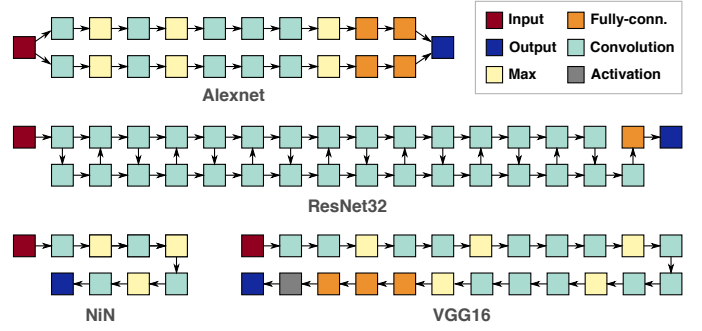 Input
Fully-conn.
Output
Convolution
Max
Activation
Alexnet
ResNet32
NiN
VGG16